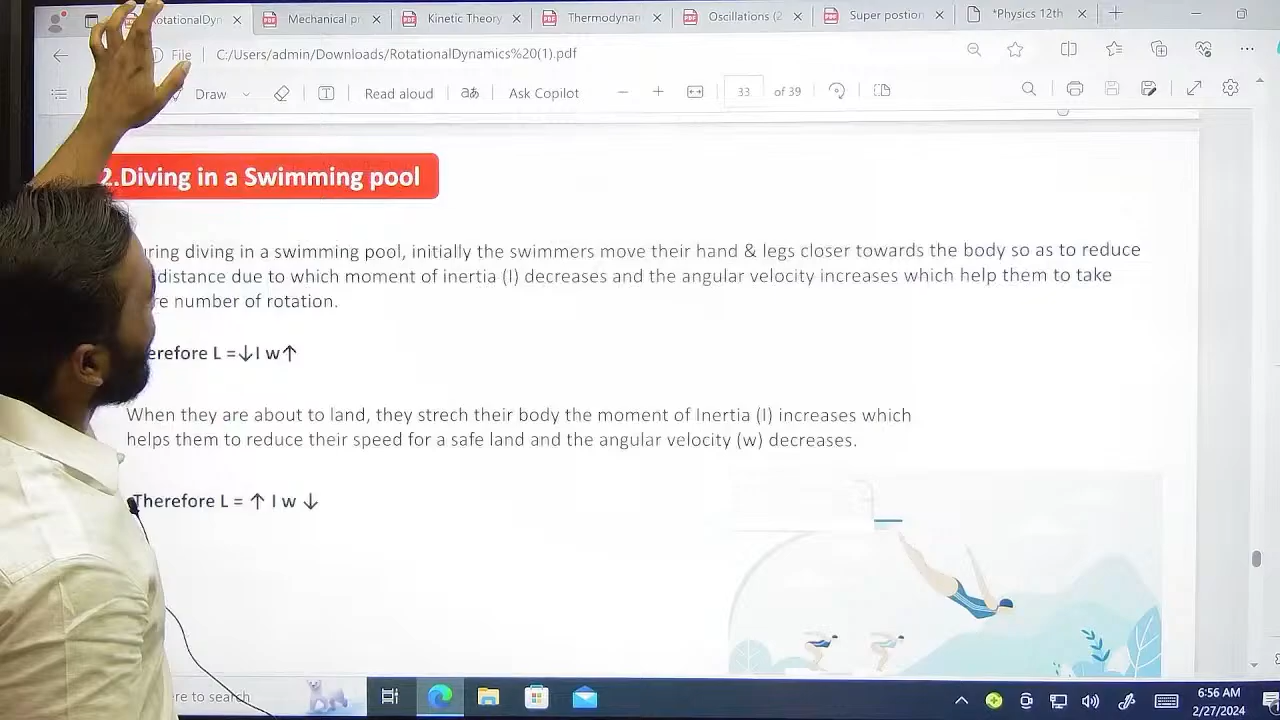 RotationalDyn
Mechanical p
Kinetic Theory
Thermodynam
Oscillations (2
Super postion
*Physics 12th
File
C:/Users/admin/Downloads/RotationalDynamics%20(1).pdf
Draw
Read aloud
aあ
Ask Copilot
33 of 39
2.Diving in a Swimming pool
uring diving in a swimming pool, initially the swimmers move their hand & legs closer towards the body so as to reduce
distance due to which moment of inertia (I) decreases and the angular velocity increases which help them to take
re number of rotation.
erefore L =↓I w↑
When they are about to land, they strech their body the moment of Inertia (I) increases which
helps them to reduce their speed for a safe land and the angular velocity (w) decreases.
Therefore L = ↑ I w ↓
re to search
6:56 AM
2/27/2024